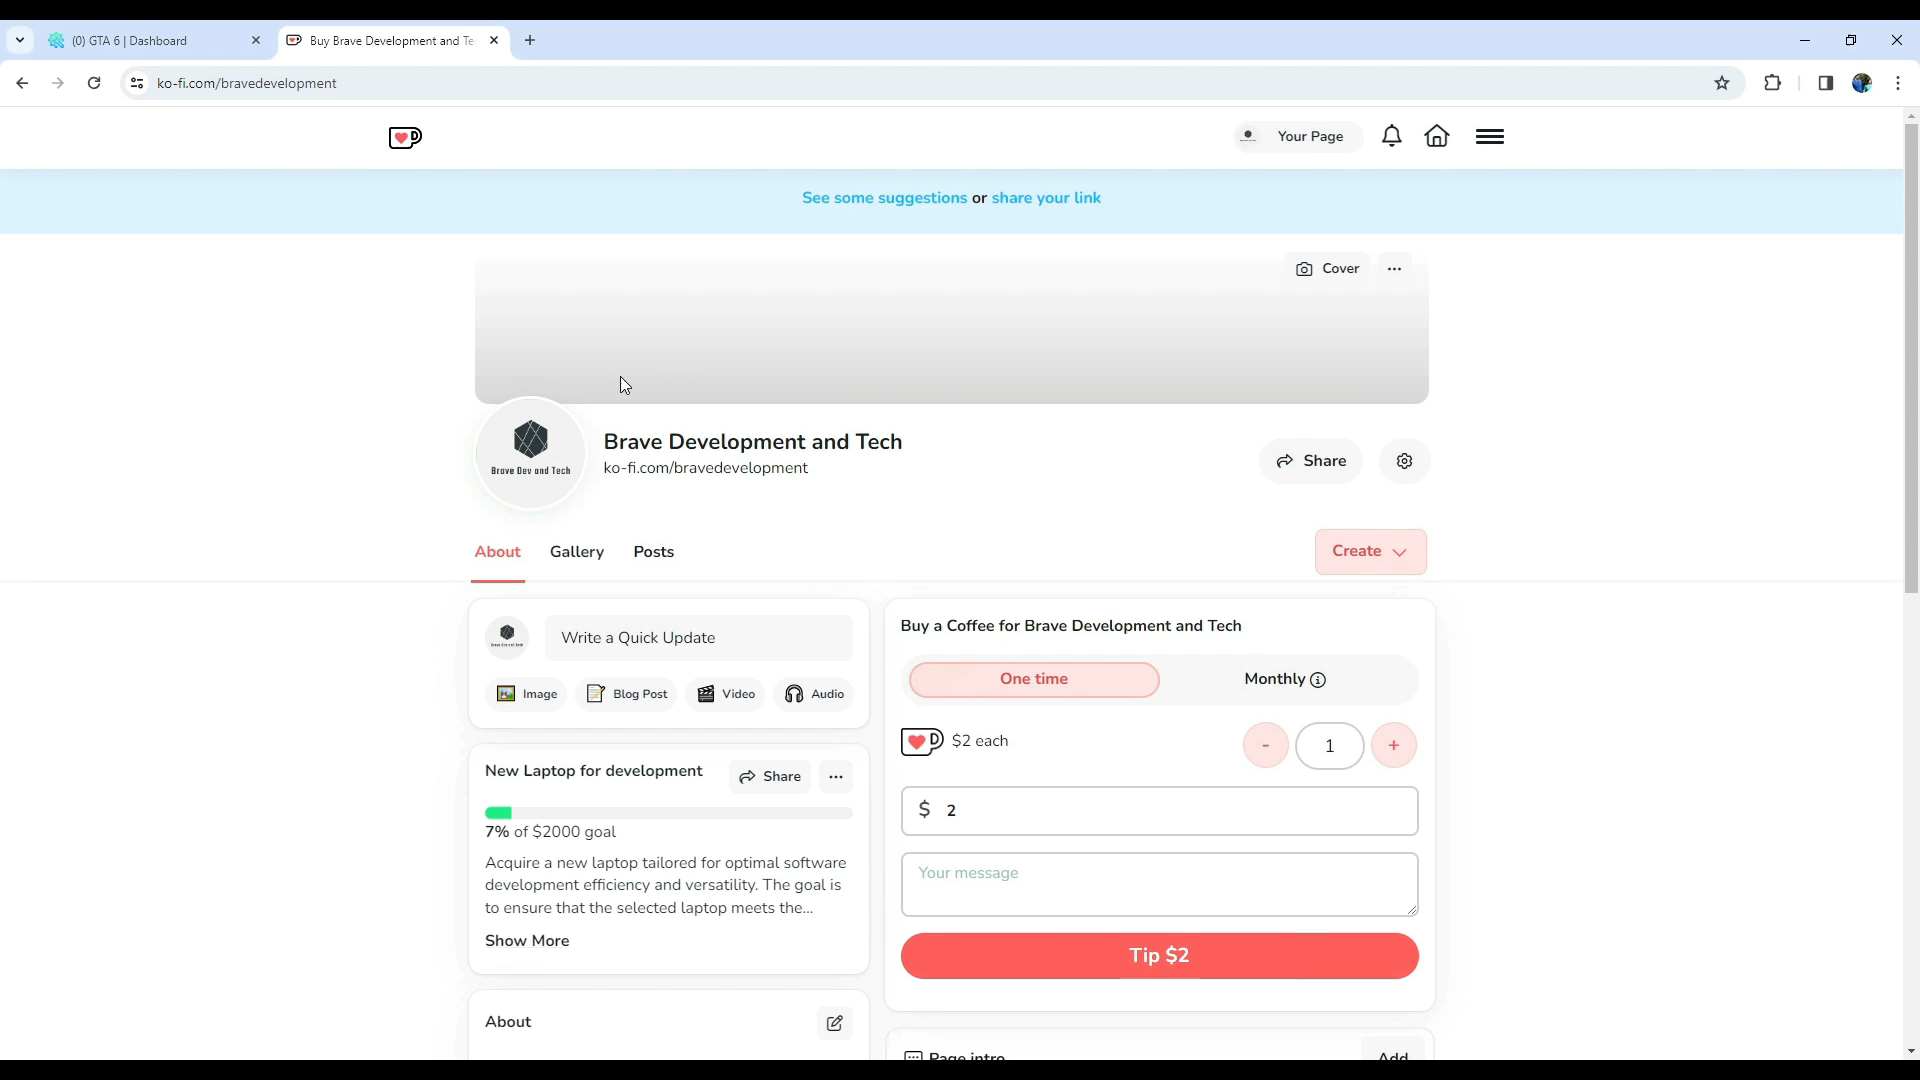 (0) GTA 6 | Dashboard
Buy Brave Development and Te
ko-fi.com/bravedevelopment
Your Page
See some suggestions or share your link
Cover
Brave Dev and Tech
Brave Development and Tech
ko-fi.com/bravedevelopment
Share
About
Gallery
Posts
Create
Write a Quick Update
Image
Blog Post
Video
Audio
New Laptop for development
Share
7% of $2000 goal
Acquire a new laptop tailored for optimal software
development efficiency and versatility. The goal is
to ensure that the selected laptop meets the...
Show More
About
Buy a Coffee for Brave Development and Tech
One time
Monthly
$2 each
-
1
+
$ 2
Your message
Tip $2
Page intro
Add